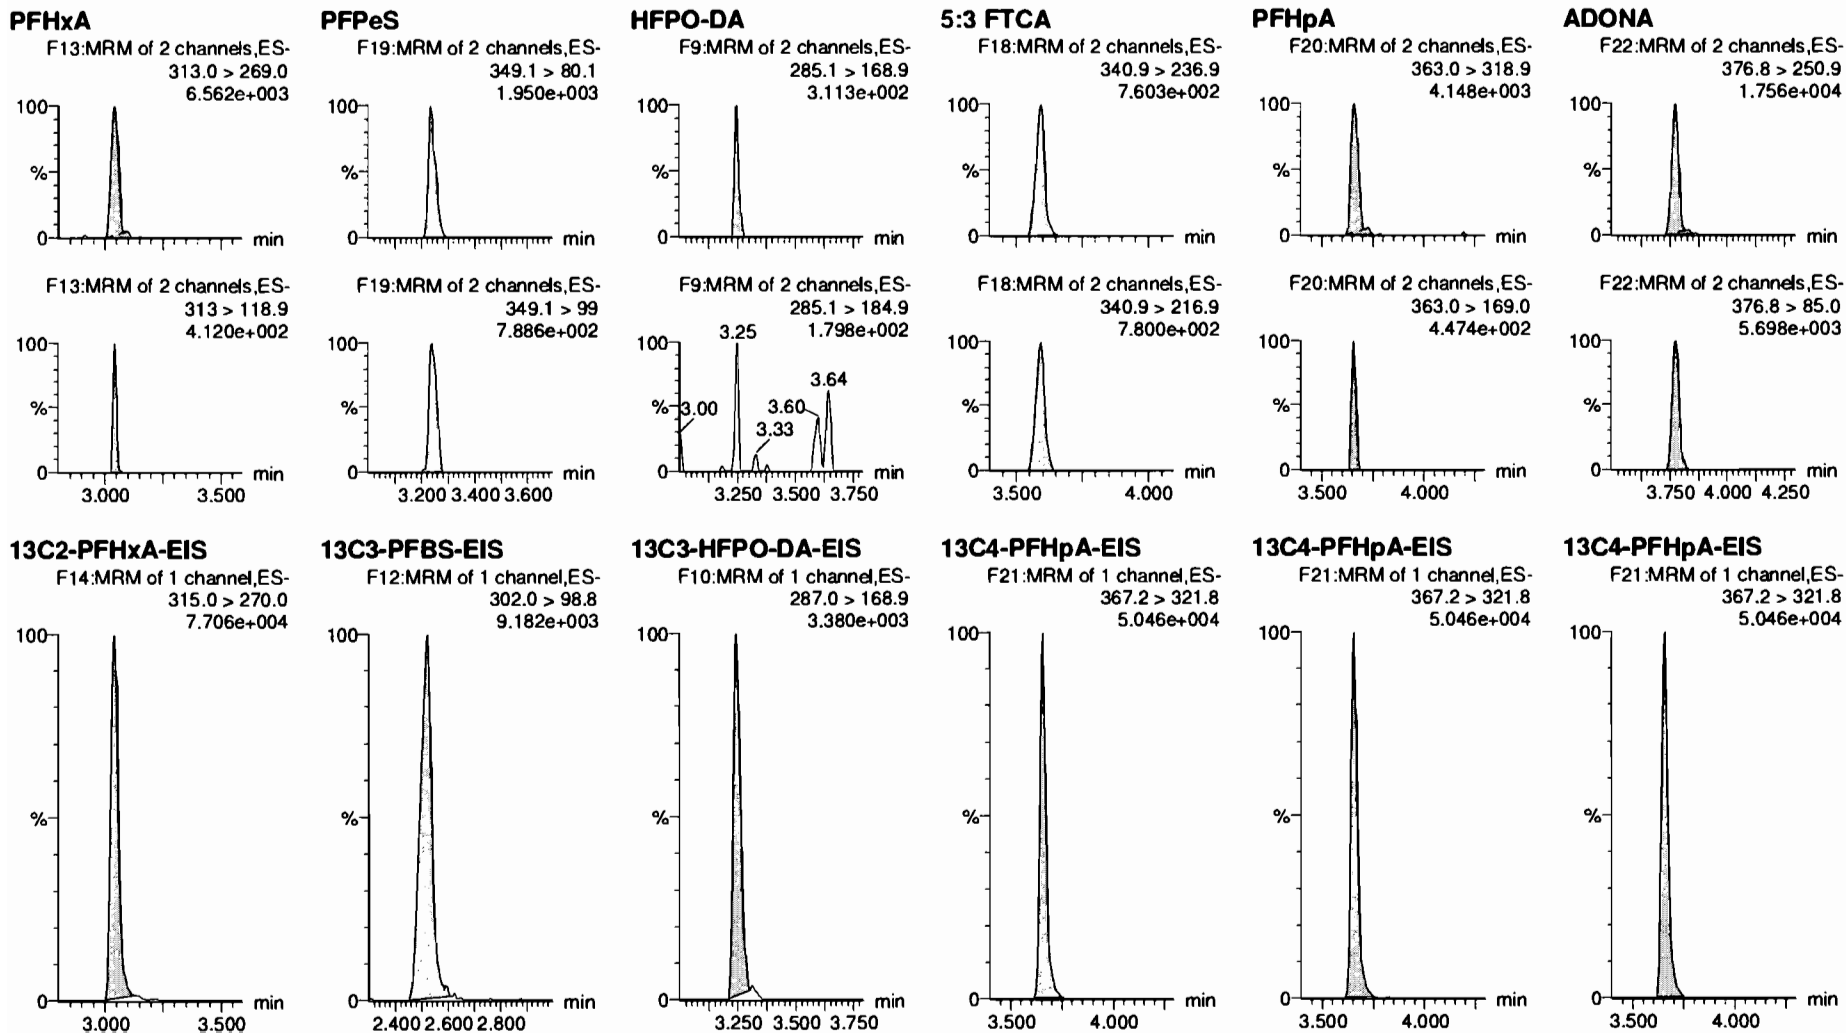 PFHxA
F13:MRM of 2 channels,ES-
313.0 > 269.0
6.562e+003
100
%
0
min
F13:MRM of 2 channels,ES-
313 > 118.9
4.120e+002
100
%
0
min
3.000 3.500
PFPeS
F19:MRM of 2 channels,ES-
349.1 > 80.1
1.950e+003
100
%
0
min
F19:MRM of 2 channels,ES-
349.1 > 99
7.886e+002
100
%
0
min
3.200 3.400 3.600
HFPO-DA
F9:MRM of 2 channels,ES-
285.1 > 168.9
3.113e+002
100
%
0
min
F9:MRM of 2 channels,ES-
285.1 > 184.9
1.798e+002
100
3.25
3.64
%
3.00
3.60
3.33
0
min
3.250 3.500 3.750
5:3 FTCA
F18:MRM of 2 channels,ES-
340.9 > 236.9
7.603e+002
100
%
0
min
F18:MRM of 2 channels,ES-
340.9 > 216.9
7.800e+002
100
%
0
min
3.500 4.000
PFHpA
F20:MRM of 2 channels,ES-
363.0 > 318.9
4.148e+003
100
%
0
min
F20:MRM of 2 channels,ES-
363.0 > 169.0
4.474e+002
100
%
0
min
3.500 4.000
ADONA
F22:MRM of 2 channels,ES-
376.8 > 250.9
1.756e+004
100
%
0
min
F22:MRM of 2 channels,ES-
376.8 > 85.0
5.698e+003
100
%
0
min
3.750 4.000 4.250
13C2-PFHxA-EIS
F14:MRM of 1 channel,ES-
315.0 > 270.0
7.706e+004
100
%
0
min
3.000 3.500
13C3-PFBS-EIS
F12:MRM of 1 channel,ES-
302.0 > 98.8
9.182e+003
100
%
0
min
2.400 2.600 2.800
13C3-HFPO-DA-EIS
F10:MRM of 1 channel,ES-
287.0 > 168.9
3.380e+003
100
%
0
min
3.250 3.500 3.750
13C4-PFHpA-EIS
F21:MRM of 1 channel,ES-
367.2 > 321.8
5.046e+004
100
%
0
min
3.500 4.000
13C4-PFHpA-EIS
F21:MRM of 1 channel,ES-
367.2 > 321.8
5.046e+004
100
%
0
min
3.500 4.000
13C4-PFHpA-EIS
F21:MRM of 1 channel,ES-
367.2 > 321.8
5.046e+004
100
%
0
min
3.500 4.000